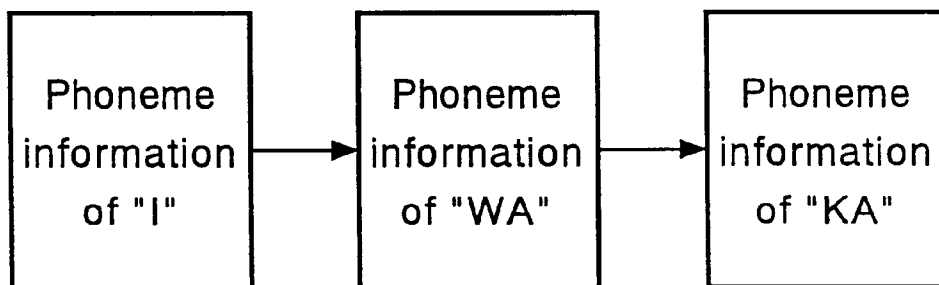 Phoneme
information
of "I"
Phoneme
information
of "WA"
Phoneme
information
of "KA"